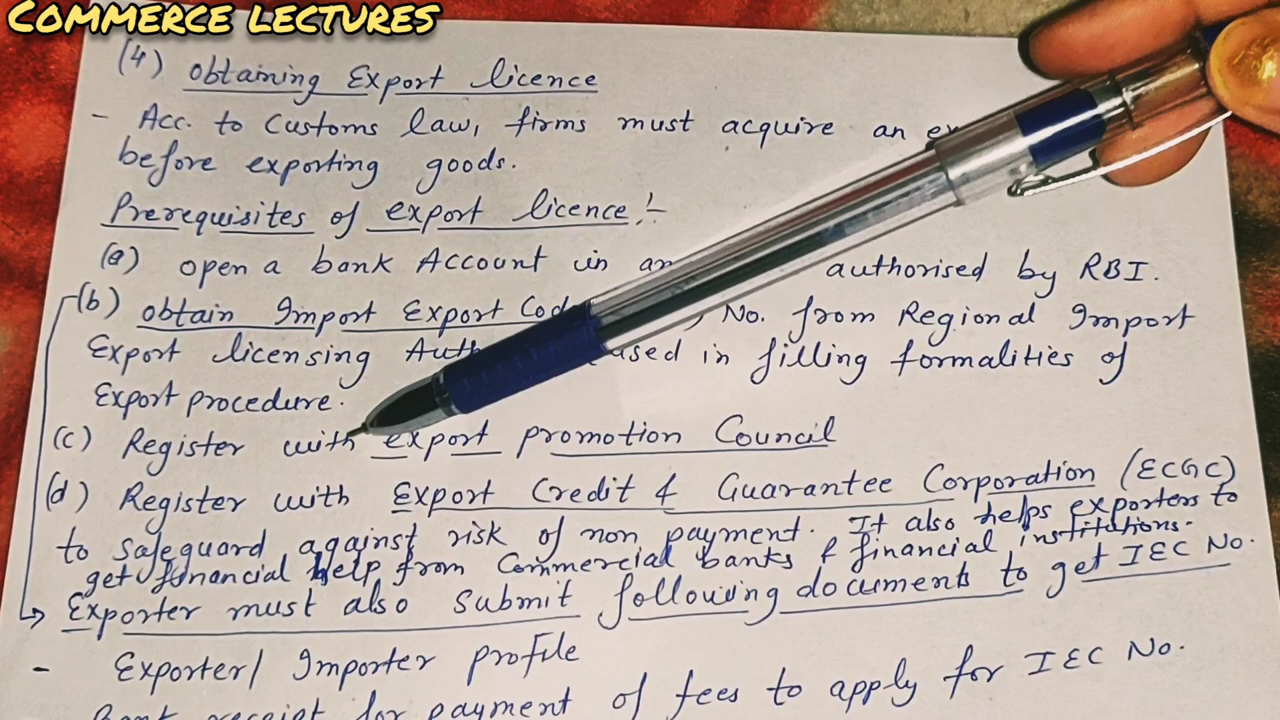 COMMERCE LECTURES
(4) Obtaining Export licence
- Acc. to Customs law, firms must acquire an
before exporting goods.
Prerequisites of export licence :-
(a) open a bank Account in authorised by RBI.
(b) obtain Import Export No. from Regional Import
Export licensing in filling formalities of
Export procedure.
(c) Register with export promotion Council
(d) Register with Export Credit & Guarantee Corporation (ECGC)
to safeguard against risk of non payment. It also helps exporters to
get financial help from Commercial banks & financial institutions.
→ Exporter must also submit following documents to get IEC No.
- Exporter/ Importer profile
Bank receipt for payment of fees to apply for IEC No.